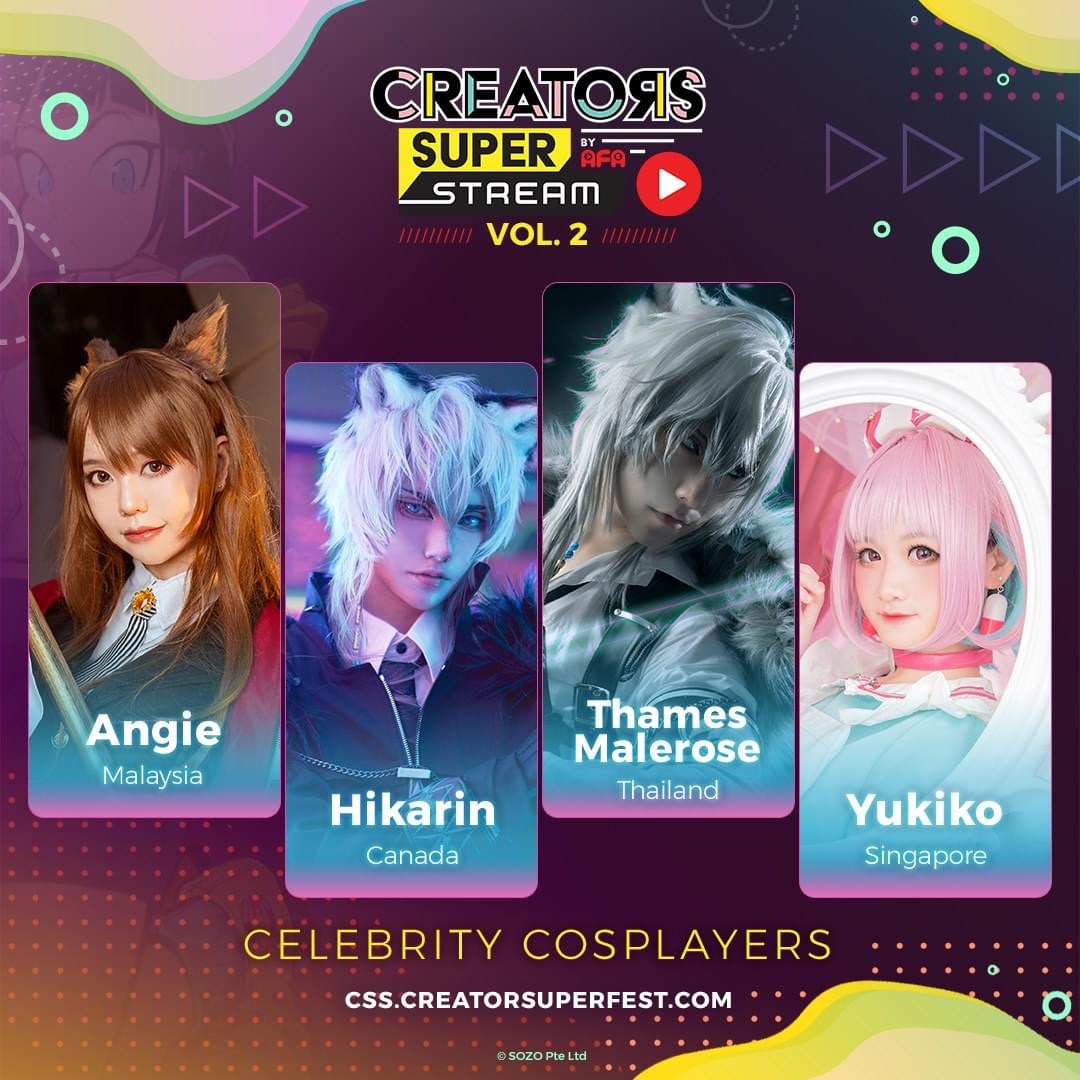 CREATORS
SUPER
BY
AFA
STREAM
VOL. 2
Angie
Malaysia
Hikarin
Canada
Thames
Malerose
Thailand
Yukiko
Singapore
CELEBRITY COSPLAYERS
CSS.CREATORSUPERFEST.COM
© SOZO Pte Ltd